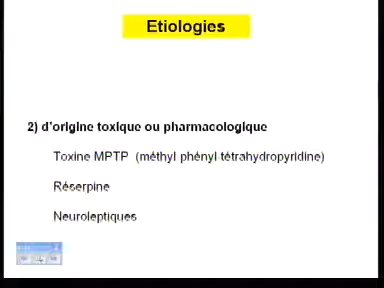 Etiologies
2) d'origine toxique ou pharmacologique
Toxine MPTP (méthyl phényl tétrahydropyridine)
Réserpine
Neuroleptiques